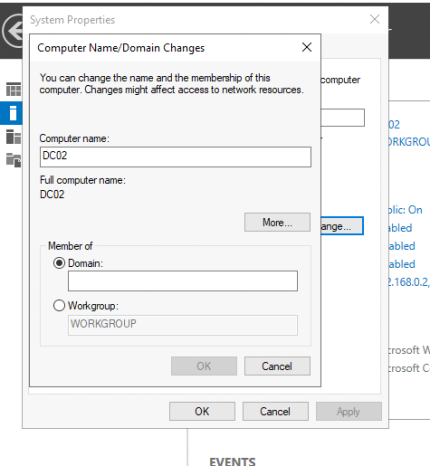 System Properties
Computer Name/Domain Changes
You can change the name and the membership of this
computer. Changes might affect access to network resources.
computer
Computer name:
DC02
Full computer name:
DC02
More...
ange...
Member of
Domain:
Workgroup:
WORKGROUP
OK Cancel
OK Cancel Apply
02
ORKGROU
blic: On
abled
abled
abled
2.168.0.2,
crosoft W
crosoft C
EVENTS